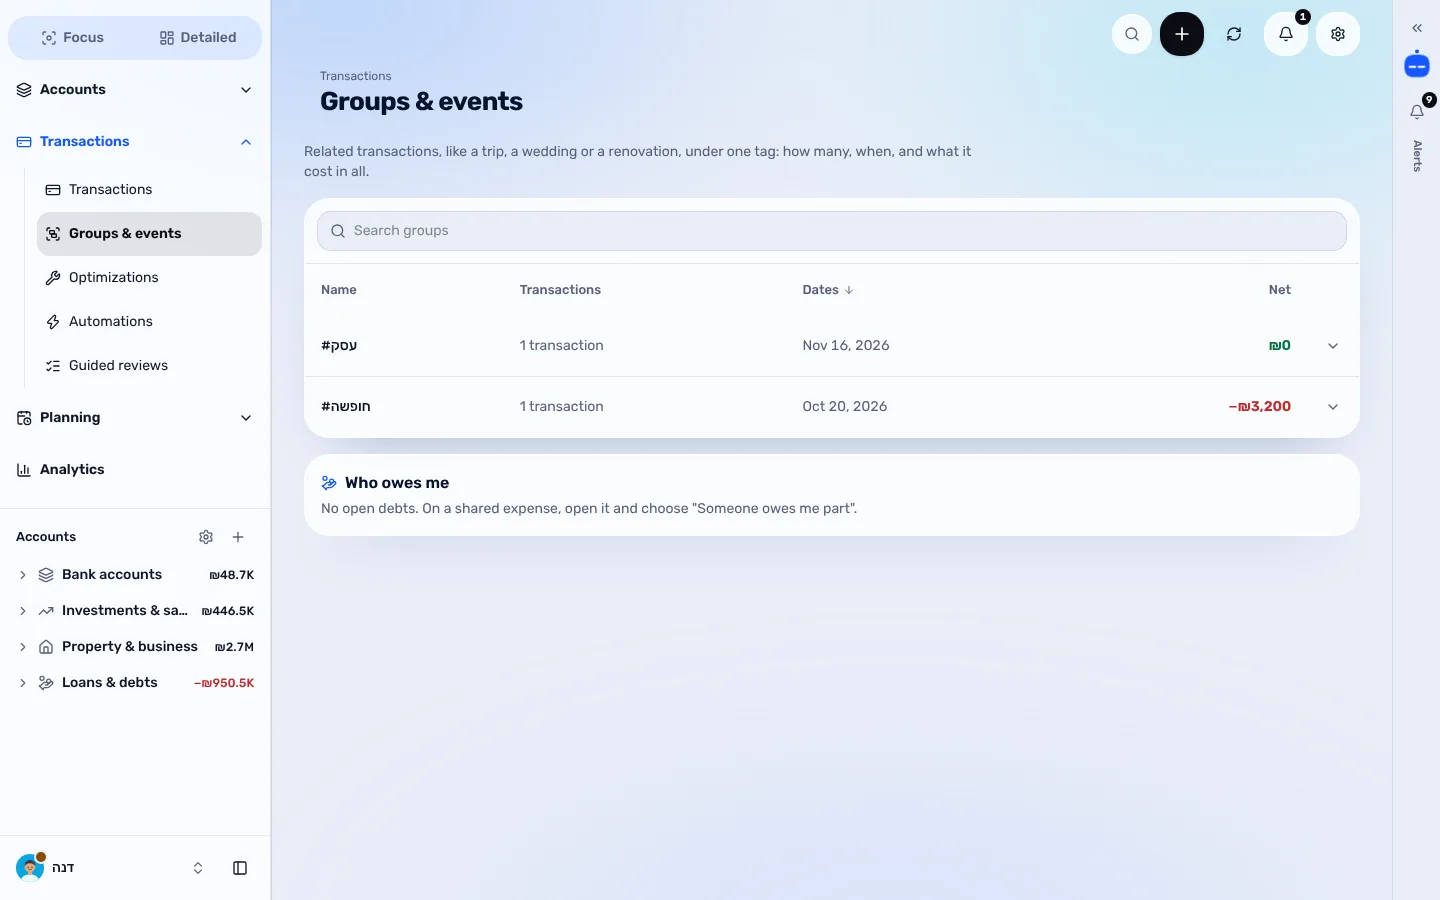 Focus
Detailed
Accounts
Transactions
Transactions
Groups & events
Optimizations
Automations
Guided reviews
Planning
Analytics
Accounts
Bank accounts ₪48.7K
Investments & sa... ₪446.5K
Property & business ₪2.7M
Loans & debts −₪950.5K
דנה
1
Transactions
Groups & events
Related transactions, like a trip, a wedding or a renovation, under one tag: how many, when, and what it
cost in all.
Search groups
Name Transactions Dates Net
#עסק 1 transaction Nov 16, 2026 ₪0
#חופשה 1 transaction Oct 20, 2026 −₪3,200
Who owes me
No open debts. On a shared expense, open it and choose "Someone owes me part".
9
Alerts